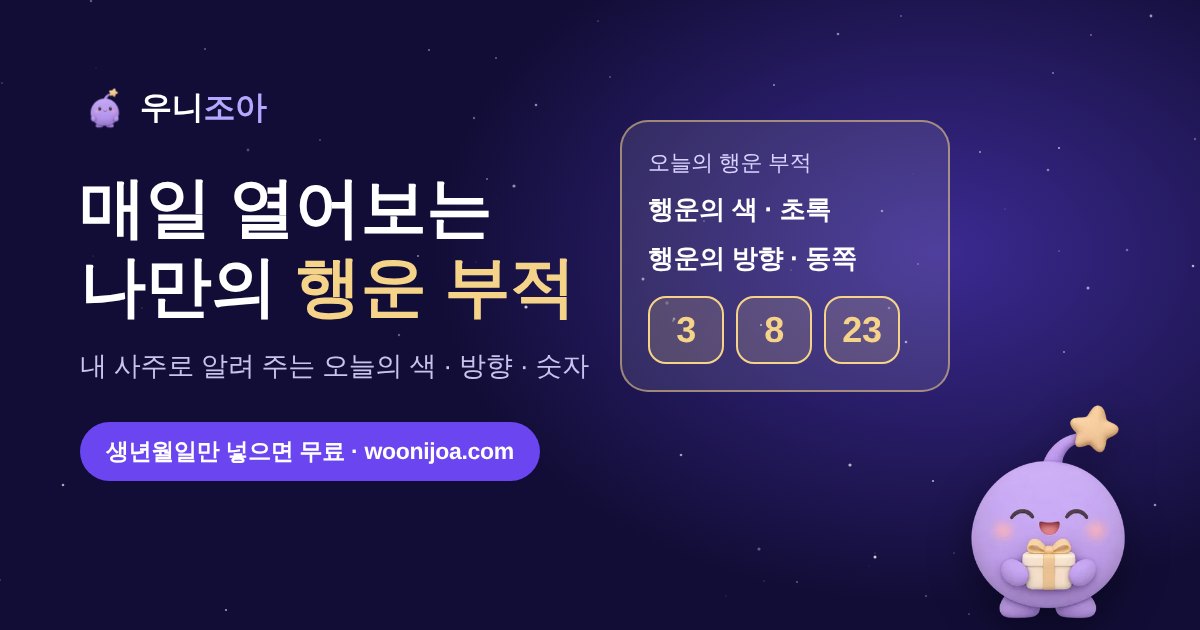 우니조아
매일 열어보는
나만의 행운 부적
내 사주로 알려 주는 오늘의 색 · 방향 · 숫자
생년월일만 넣으면 무료 · woonijoa.com
오늘의 행운 부적
행운의 색 · 초록
행운의 방향 · 동쪽
3 8 23